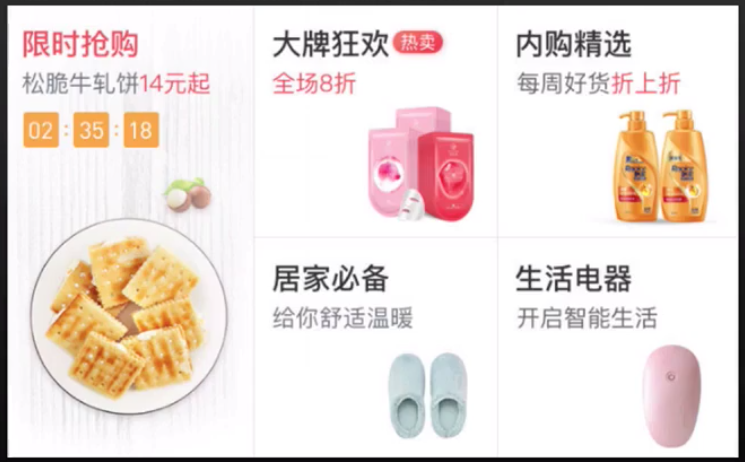 限时抢购
松脆牛轧饼14元起
02 : 35 : 18
大牌狂欢 热卖
全场8折
内购精选
每周好货折上折
居家必备
给你舒适温暖
生活电器
开启智能生活